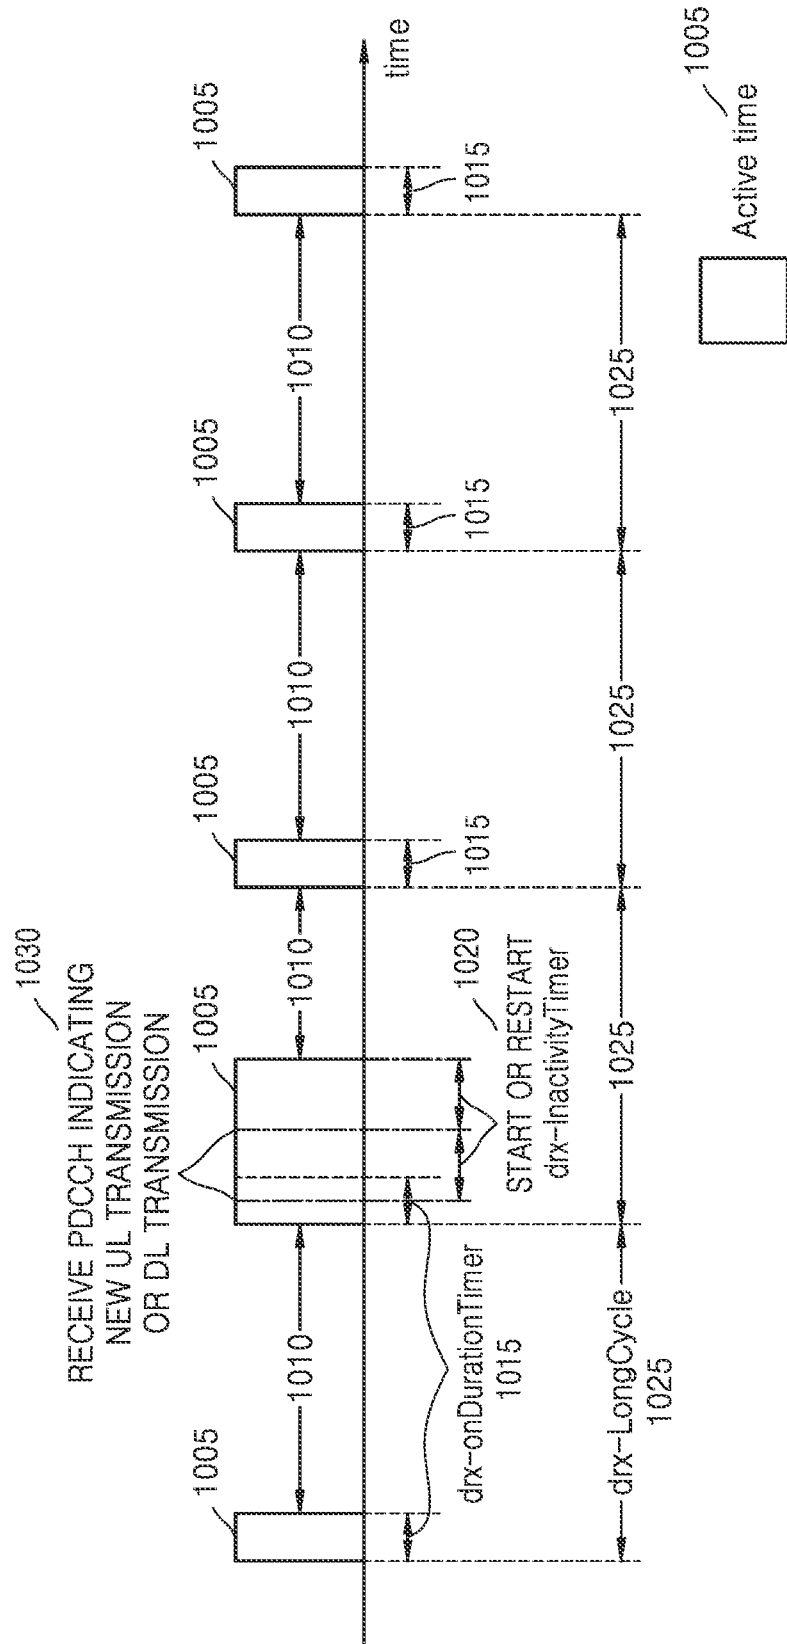 RECEIVE PDCCH INDICATING
NEW UL TRANSMISSION
OR DL TRANSMISSION
1030
1005
1005
1005
1005
1005
1010
1010
1010
1010
time
drx-onDurationTimer
1015
START OR RESTART
drx-InactivityTimer
1020
1015
1015
1015
drx-LongCycle
1025
1025
1025
1025
Active time
1005